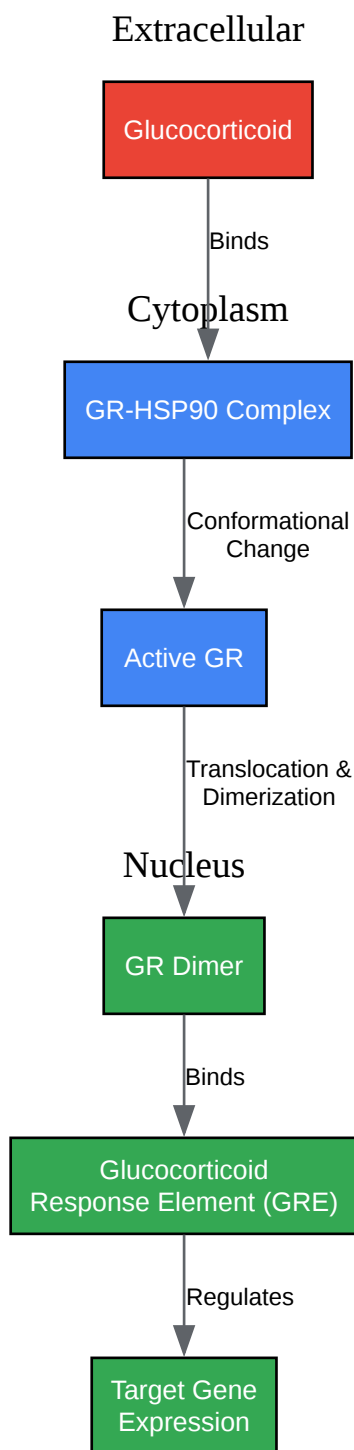 Extracellular
Glucocorticoid
Binds
Cytoplasm
GR-HSP90 Complex
Conformational
Change
Active GR
Translocation &
Dimerization
Nucleus
GR Dimer
Binds
Glucocorticoid
Response Element (GRE)
Regulates
Target Gene
Expression